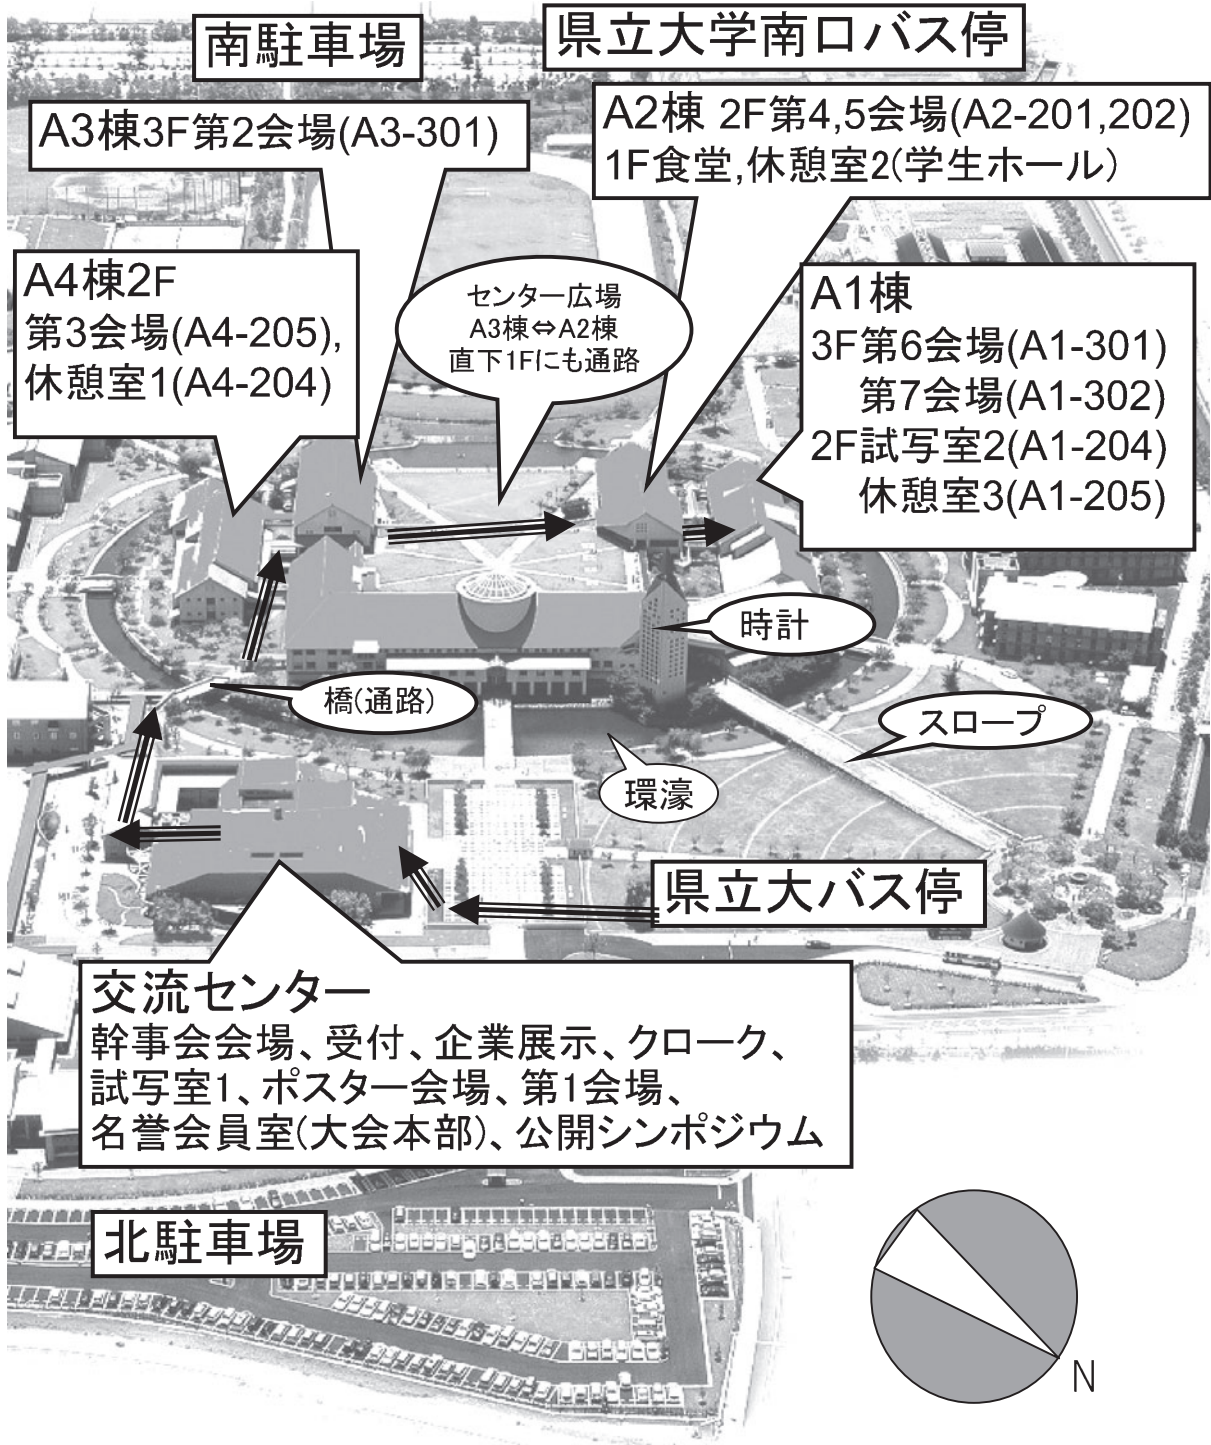 南駐車場
県立大学南口バス停
A3棟3F第2会場(A3-301)
A2棟 2F第4,5会場(A2-201,202)
1F食堂,休憩室2(学生ホール)
A4棟2F
第3会場(A4-205),
休憩室1(A4-204)
センター広場
A3棟⇔A2棟
直下1Fにも通路
A1棟
3F第6会場(A1-301)
第7会場(A1-302)
2F試写室2(A1-204)
休憩室3(A1-205)
時計
橋(通路)
スロープ
環濠
県立大バス停
交流センター
幹事会会場、受付、企業展示、クローク、
試写室1、ポスター会場、第1会場、
名誉会員室(大会本部)、公開シンポジウム
北駐車場
N